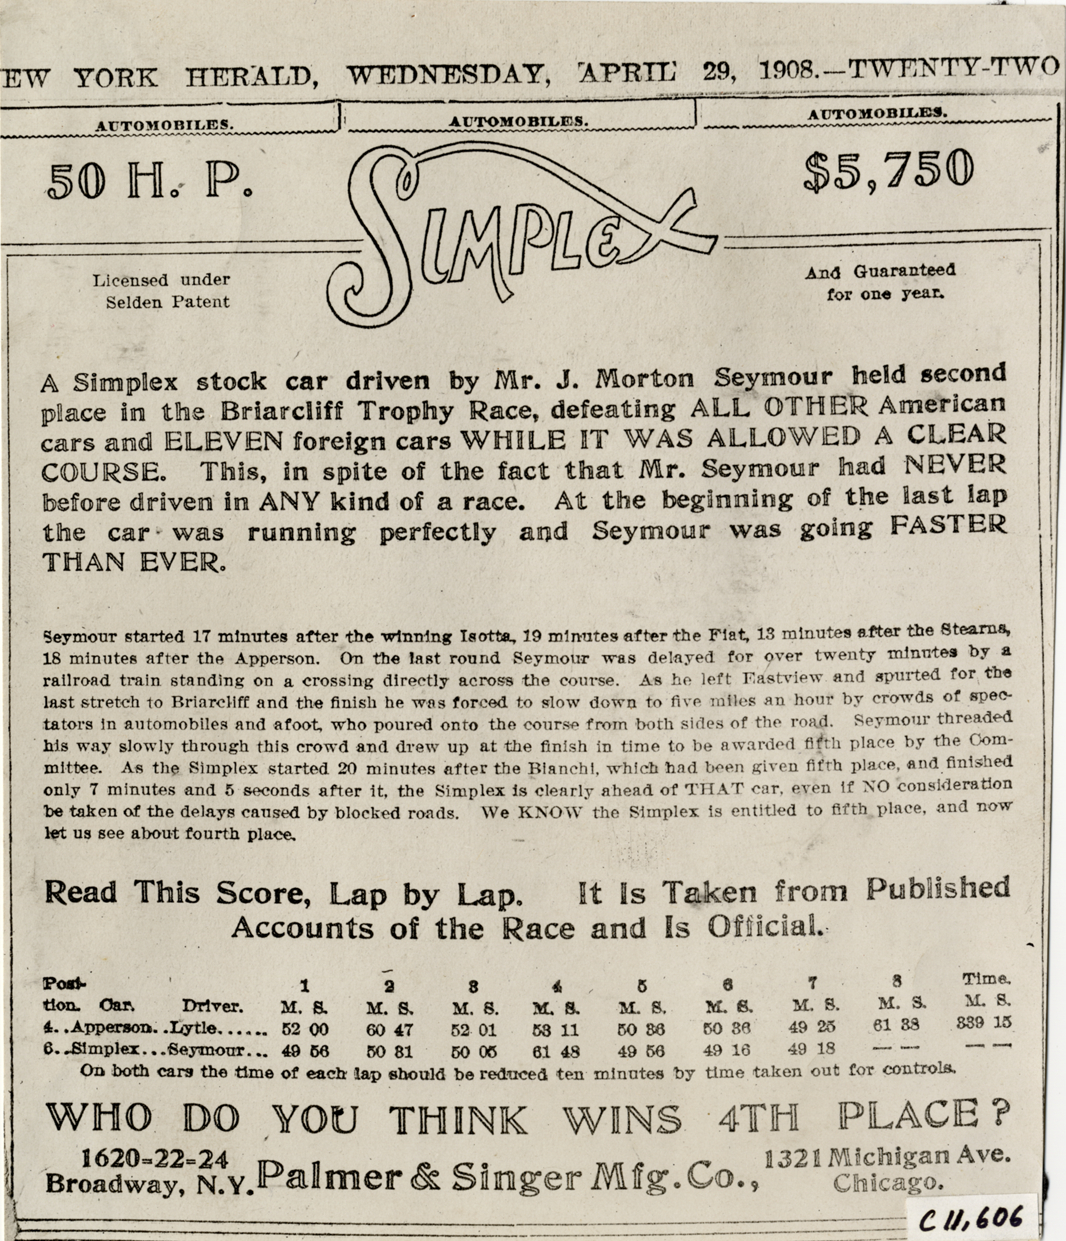 EW YORK HERALD, WEDNESDAY, APRIL 29, 1908.—TWENTY-TWO
AUTOMOBILES. AUTOMOBILES. AUTOMOBILES.
50 H. P. SIMPLEX $5,750
Licensed under
Selden Patent
And Guaranteed
for one year.
A Simplex stock car driven by Mr. J. Morton Seymour held second
place in the Briarcliff Trophy Race, defeating ALL OTHER American
cars and ELEVEN foreign cars WHILE IT WAS ALLOWED A CLEAR
COURSE. This, in spite of the fact that Mr. Seymour had NEVER
before driven in ANY kind of a race. At the beginning of the last lap
the car was running perfectly and Seymour was going FASTER
THAN EVER.
Seymour started 17 minutes after the winning Isotta, 19 minutes after the Fiat, 13 minutes after the Stearns,
18 minutes after the Apperson. On the last round Seymour was delayed for over twenty minutes by a
railroad train standing on a crossing directly across the course. As he left Eastview and spurted for the
last stretch to Briarcliff and the finish he was forced to slow down to five miles an hour by crowds of spec-
tators in automobiles and afoot, who poured onto the course from both sides of the road. Seymour threaded
his way slowly through this crowd and drew up at the finish in time to be awarded fifth place by the Com-
mittee. As the Simplex started 20 minutes after the Bianchi, which had been given fifth place, and finished
only 7 minutes and 5 seconds after it, the Simplex is clearly ahead of THAT car, even if NO consideration
be taken of the delays caused by blocked roads. We KNOW the Simplex is entitled to fifth place, and now
let us see about fourth place.
Read This Score, Lap by Lap. It Is Taken from Published
Accounts of the Race and Is Official.
Posi- 1 2 3 4 5 6 7 8 Time.
tion. Car. Driver. M. S. M. S. M. S. M. S. M. S. M. S. M. S. M. S. M. S.
4..Apperson..Lytle...... 52 00 60 47 52 01 53 11 50 36 50 36 49 25 61 38 339 15
6..Simplex...Seymour... 49 56 50 31 50 05 61 48 49 56 49 16 49 18 — — — —
On both cars the time of each lap should be reduced ten minutes by time taken out for controls.
WHO DO YOU THINK WINS 4TH PLACE?
1620-22-24
Broadway, N.Y. Palmer & Singer Mfg. Co., 1321 Michigan Ave.
Chicago.
C 11,606